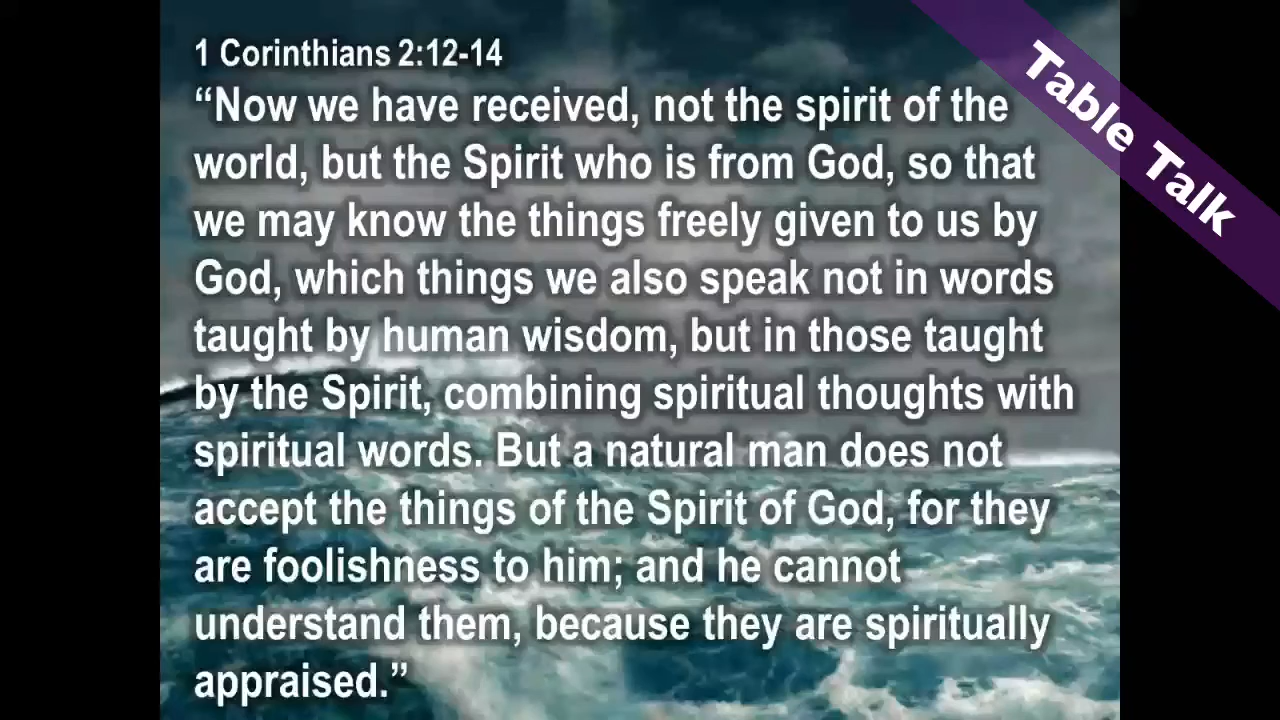 1 Corinthians 2:12-14
“Now we have received, not the spirit of the
world, but the Spirit who is from God, so that
we may know the things freely given to us by
God, which things we also speak not in words
taught by human wisdom, but in those taught
by the Spirit, combining spiritual thoughts with
spiritual words. But a natural man does not
accept the things of the Spirit of God, for they
are foolishness to him; and he cannot
understand them, because they are spiritually
appraised.”
Table Talk